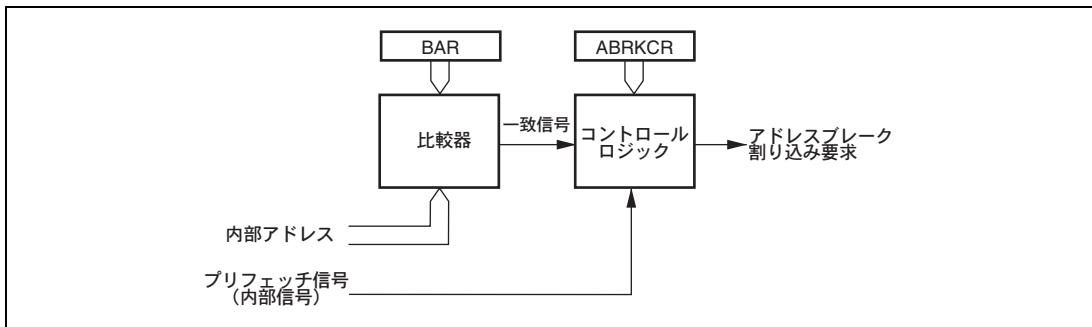 BAR
ABRKCR
比較器
一致信号
コントロール
ロジック
アドレスブレーク
割り込み要求
内部アドレス
プリフェッチ信号
（内部信号）